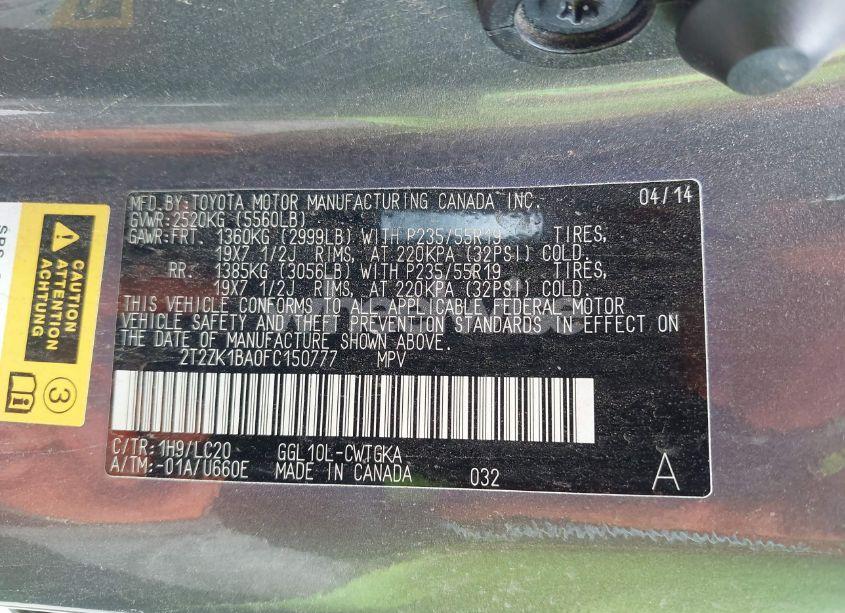 MFD. BY: TOYOTA MOTOR MANUFACTURING CANADA INC. 04/14
GVWR: 2520KG (5560LB)
GAWR: FRT. 1360KG (2999LB) WITH P235/55R19 TIRES,
19X7 1/2J RIMS, AT 220KPA (32PSI) COLD.
RR. 1385KG (3056LB) WITH P235/55R19 TIRES,
19X7 1/2J RIMS, AT 220KPA (32PSI) COLD.
THIS VEHICLE CONFORMS TO ALL APPLICABLE FEDERAL MOTOR
VEHICLE SAFETY AND THEFT PREVENTION STANDARDS IN EFFECT ON
THE DATE OF MANUFACTURE SHOWN ABOVE.
2T2ZK1BA0FC150777 MPV
C/TR: 1H9/LC20 GGL10L-CWTGKA
A/TM: -01A/U660E MADE IN CANADA 032 A
CAUTION
ATTENTION
ACHTUNG
3